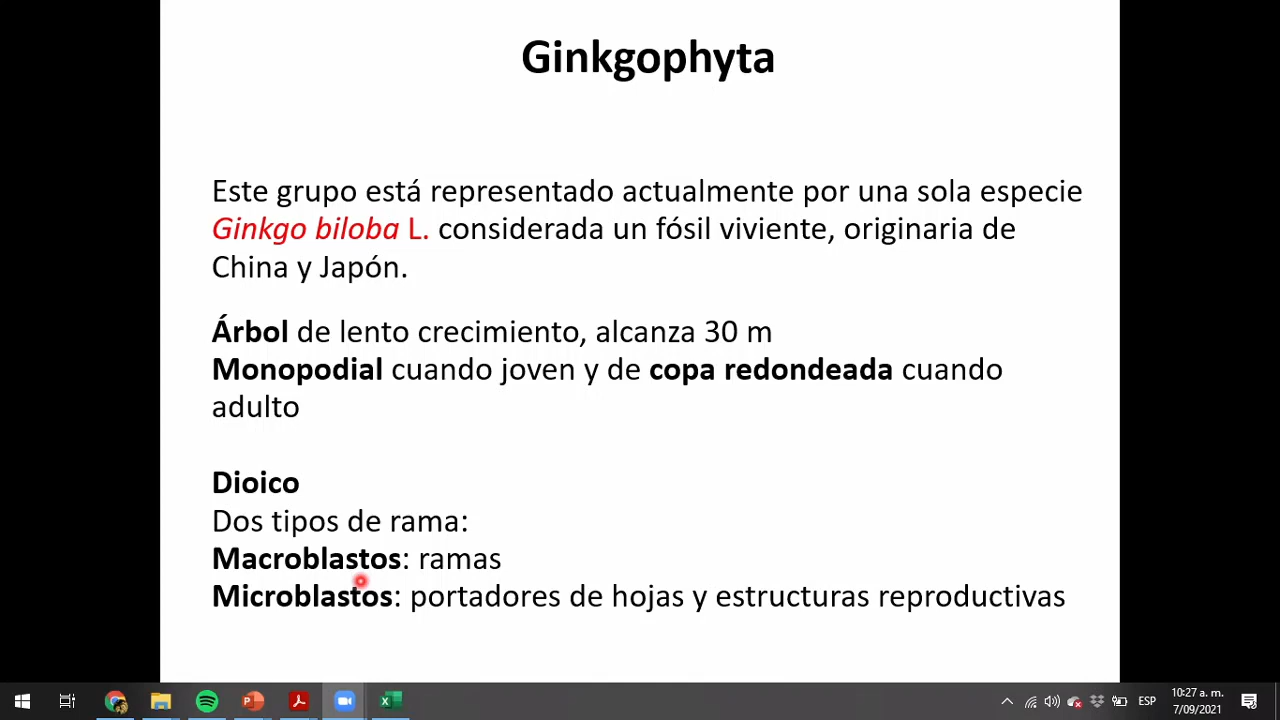 Ginkgophyta
Este grupo está representado actualmente por una sola especie
Ginkgo biloba L. considerada un fósil viviente, originaria de
China y Japón.
Árbol de lento crecimiento, alcanza 30 m
Monopodial cuando joven y de copa redondeada cuando
adulto
Dioico
Dos tipos de rama:
Macroblastos: ramas
Microblastos: portadores de hojas y estructuras reproductivas
ESP
10:27 a. m.
7/09/2021